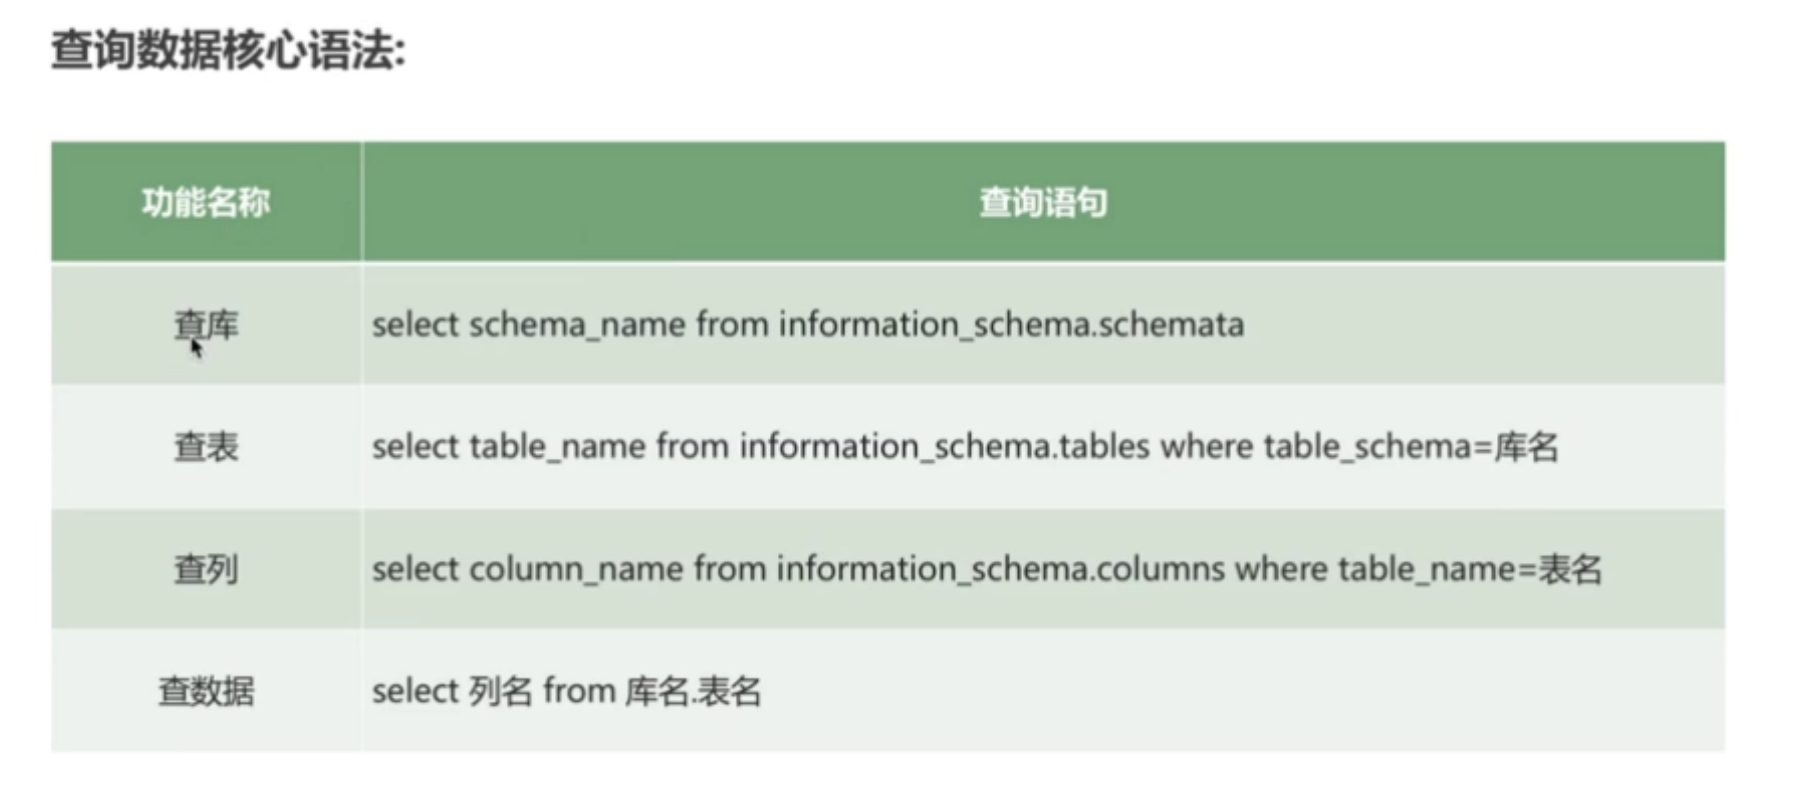 查询数据核心语法:
功能名称 查询语句
查库 select schema_name from information_schema.schemata
查表 select table_name from information_schema.tables where table_schema=库名
查列 select column_name from information_schema.columns where table_name=表名
查数据 select 列名 from 库名.表名